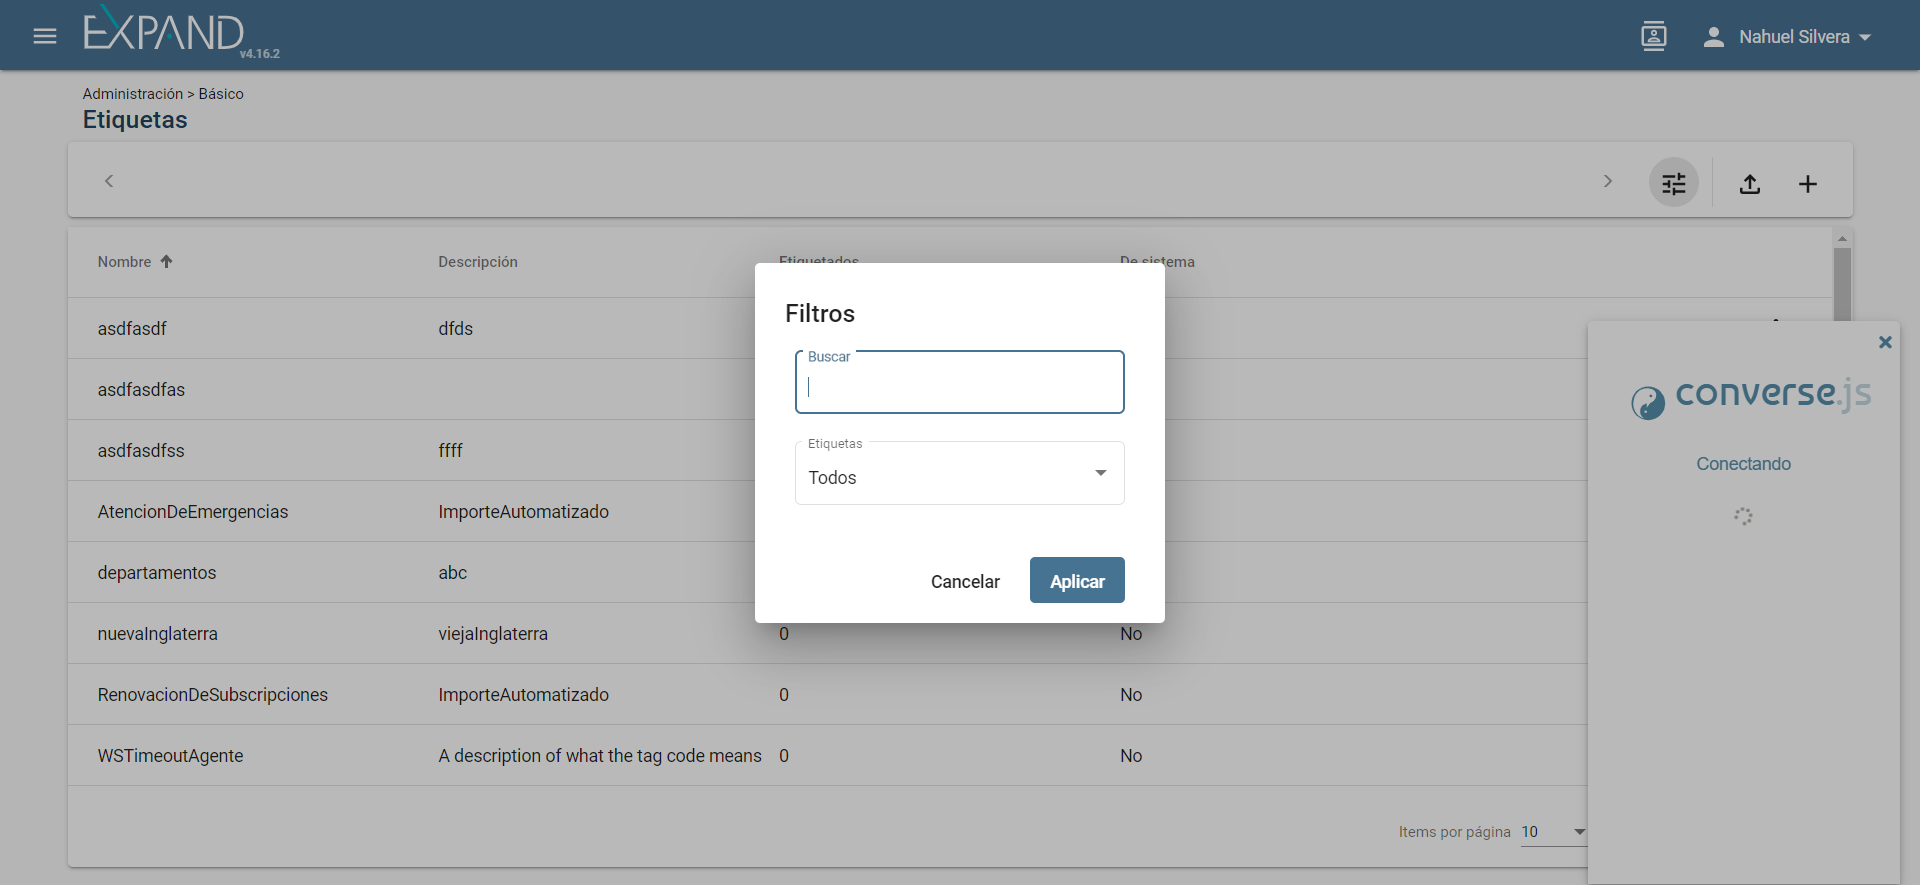 EXPAND
v4.16.2
Nahuel Silvera
Administración > Básico
Etiquetas
Nombre Descripción Etiquetados De sistema
asdfasdf dfds
asdfasdfas
asdfasdfss ffff
AtencionDeEmergencias ImporteAutomatizado
departamentos abc
nuevaInglaterra viejaInglaterra 0 No
RenovacionDeSubscripciones ImporteAutomatizado 0 No
WSTimeoutAgente A description of what the tag code means 0 No
Items por página 10
Filtros
Buscar
Etiquetas
Todos
Cancelar Aplicar
converse.js
Conectando